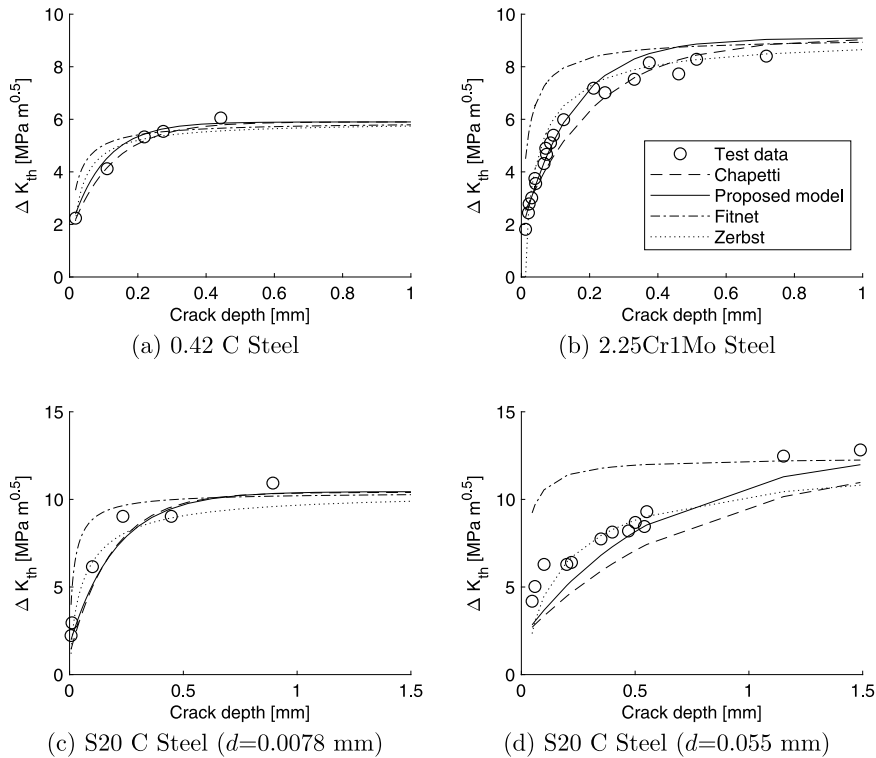 10
8
6
4
2
0
Δ K_th [MPa m^0.5]
0 0.2 0.4 0.6 0.8 1
Crack depth [mm]
(a) 0.42 C Steel
10
8
6
4
2
0
Δ K_th [MPa m^0.5]
Test data
Chapetti
Proposed model
Fitnet
Zerbst
0 0.2 0.4 0.6 0.8 1
Crack depth [mm]
(b) 2.25Cr1Mo Steel
15
10
5
0
Δ K_th [MPa m^0.5]
0 0.5 1 1.5
Crack depth [mm]
(c) S20 C Steel (d=0.0078 mm)
15
10
5
0
Δ K_th [MPa m^0.5]
0 0.5 1 1.5
Crack depth [mm]
(d) S20 C Steel (d=0.055 mm)